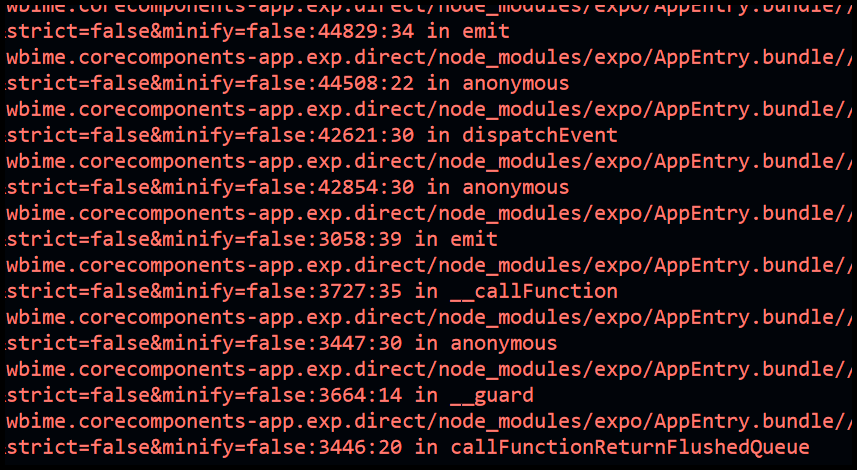 wbime.corecomponents-app.exp.direct/node_modules/expo/AppEntry.bundle//
strict=false&minify=false:44829:34 in emit
wbime.corecomponents-app.exp.direct/node_modules/expo/AppEntry.bundle//
strict=false&minify=false:44508:22 in anonymous
wbime.corecomponents-app.exp.direct/node_modules/expo/AppEntry.bundle//
strict=false&minify=false:42621:30 in dispatchEvent
wbime.corecomponents-app.exp.direct/node_modules/expo/AppEntry.bundle//
strict=false&minify=false:42854:30 in anonymous
wbime.corecomponents-app.exp.direct/node_modules/expo/AppEntry.bundle//
strict=false&minify=false:3058:39 in emit
wbime.corecomponents-app.exp.direct/node_modules/expo/AppEntry.bundle//
strict=false&minify=false:3727:35 in __callFunction
wbime.corecomponents-app.exp.direct/node_modules/expo/AppEntry.bundle//
strict=false&minify=false:3447:30 in anonymous
wbime.corecomponents-app.exp.direct/node_modules/expo/AppEntry.bundle//
strict=false&minify=false:3664:14 in __guard
wbime.corecomponents-app.exp.direct/node_modules/expo/AppEntry.bundle//
strict=false&minify=false:3446:20 in callFunctionReturnFlushedQueue